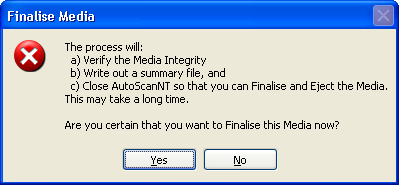 Finalise Media
The process will:
a) Verify the Media Integrity
b) Write out a summary file, and
c) Close AutoScanNT so that you can Finalise and Eject the Media.
This may take a long time.
Are you certain that you want to Finalise this Media now?
Yes No